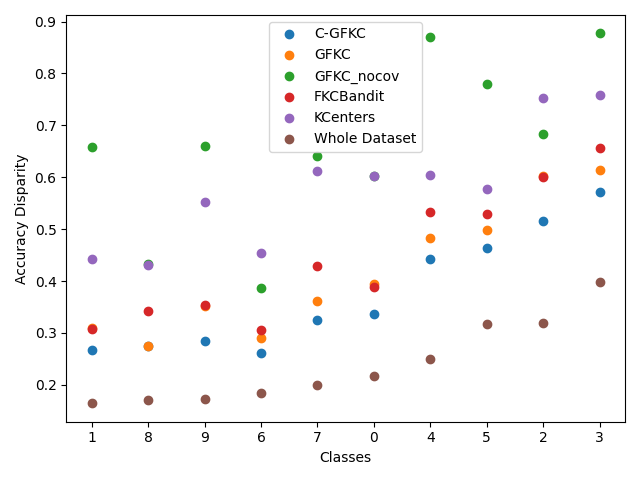 C-GFKC
GFKC
GFKC_nocov
FKCBandit
KCenters
Whole Dataset
Accuracy Disparity
0.9
0.8
0.7
0.6
0.5
0.4
0.3
0.2
1 8 9 6 7 0 4 5 2 3
Classes